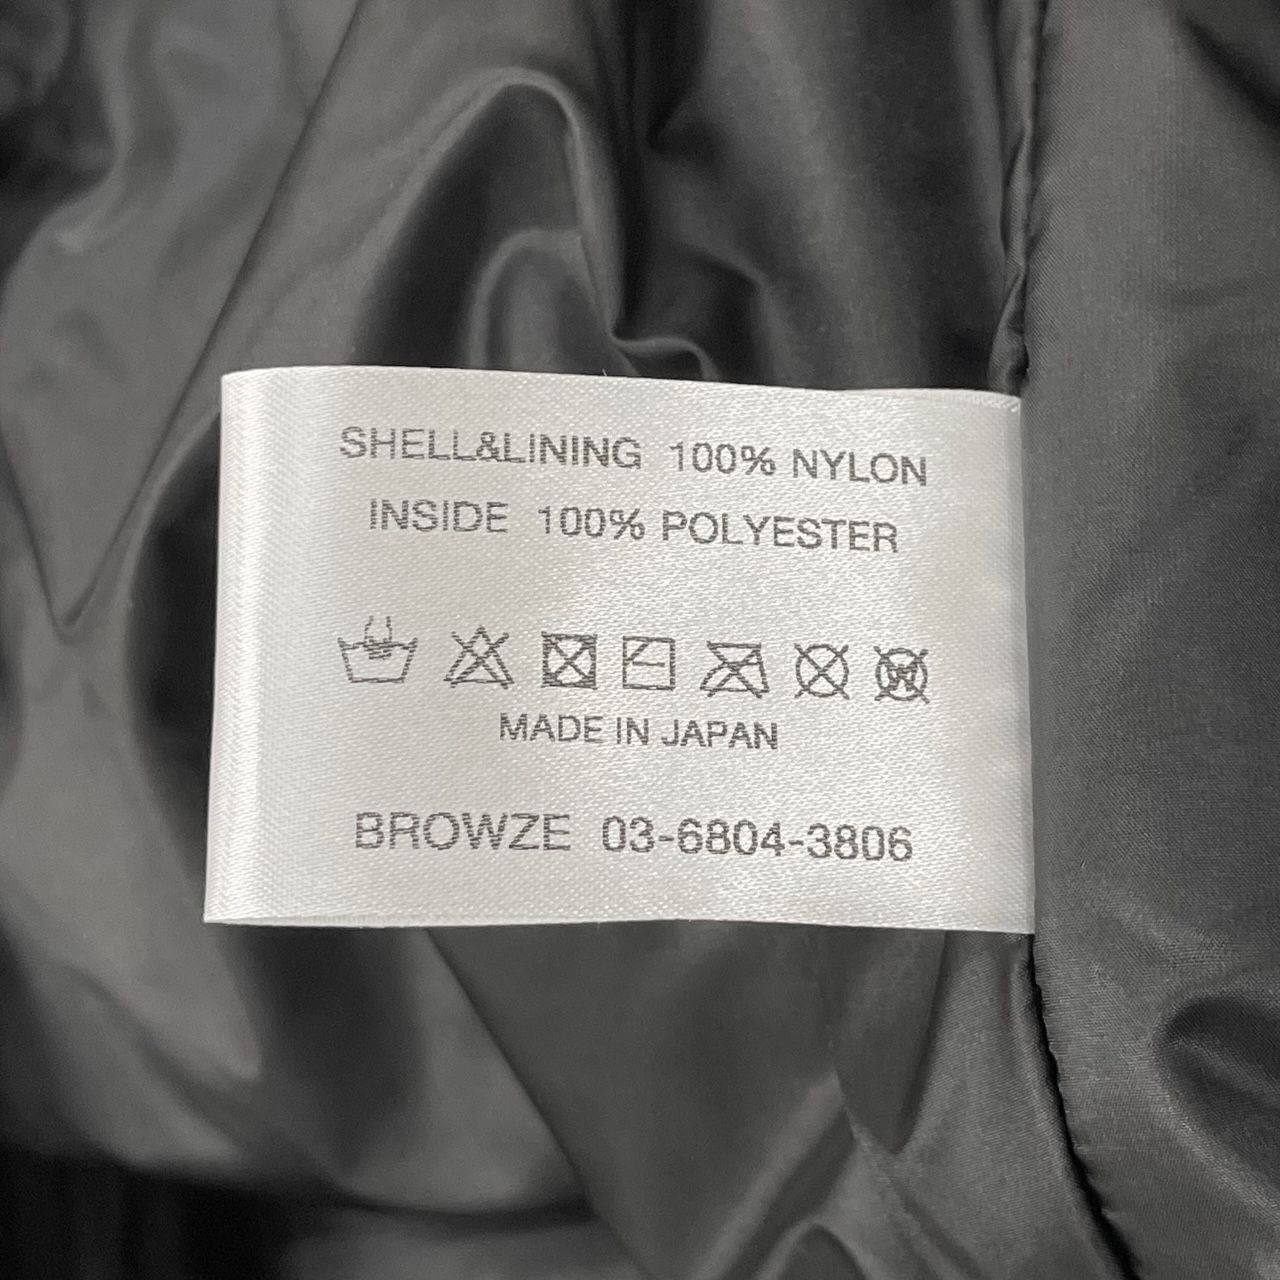 SHELL&LINING 100% NYLON
INSIDE 100% POLYESTER
W
MADE IN JAPAN
BROWZE 03-6804-3806